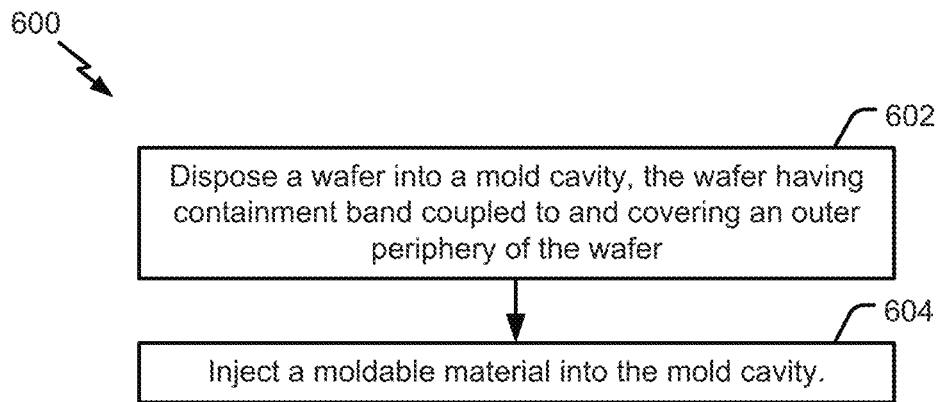 600
602
Dispose a wafer into a mold cavity, the wafer having
containment band coupled to and covering an outer
periphery of the wafer
604
Inject a moldable material into the mold cavity.